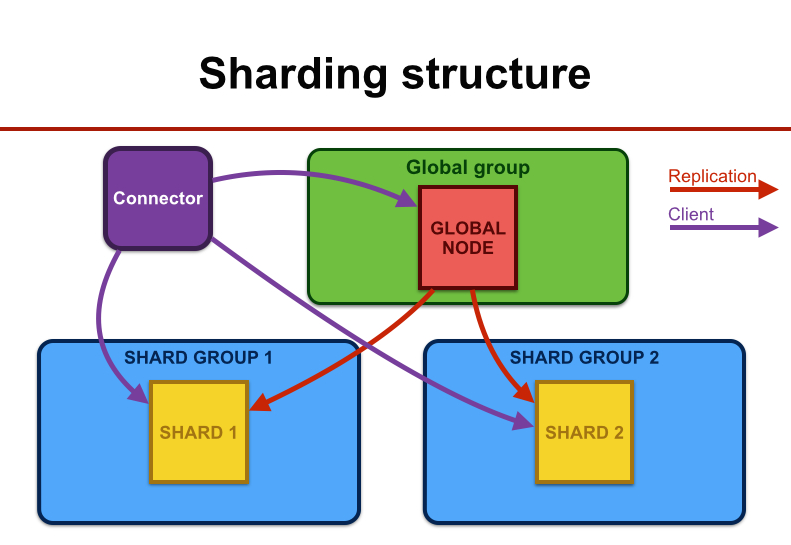 Sharding structure
Connector
Global group
GLOBAL
NODE
Replication
Client
SHARD GROUP 1
SHARD 1
SHARD GROUP 2
SHARD 2